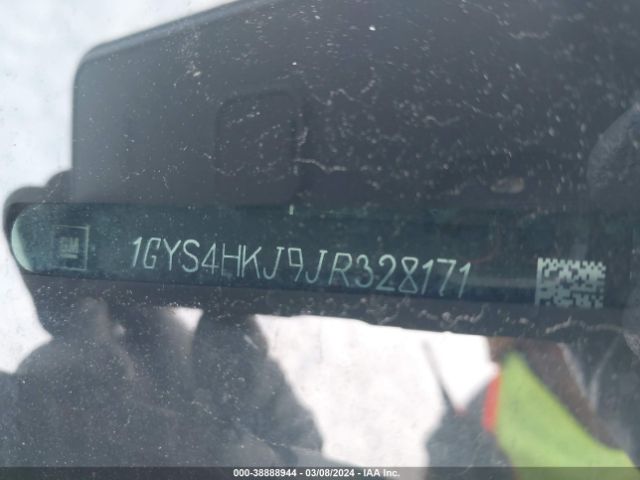 GM
1GYS4HKJ9JR328171
000-38888944 / 03/08/2024 - IAA Inc.